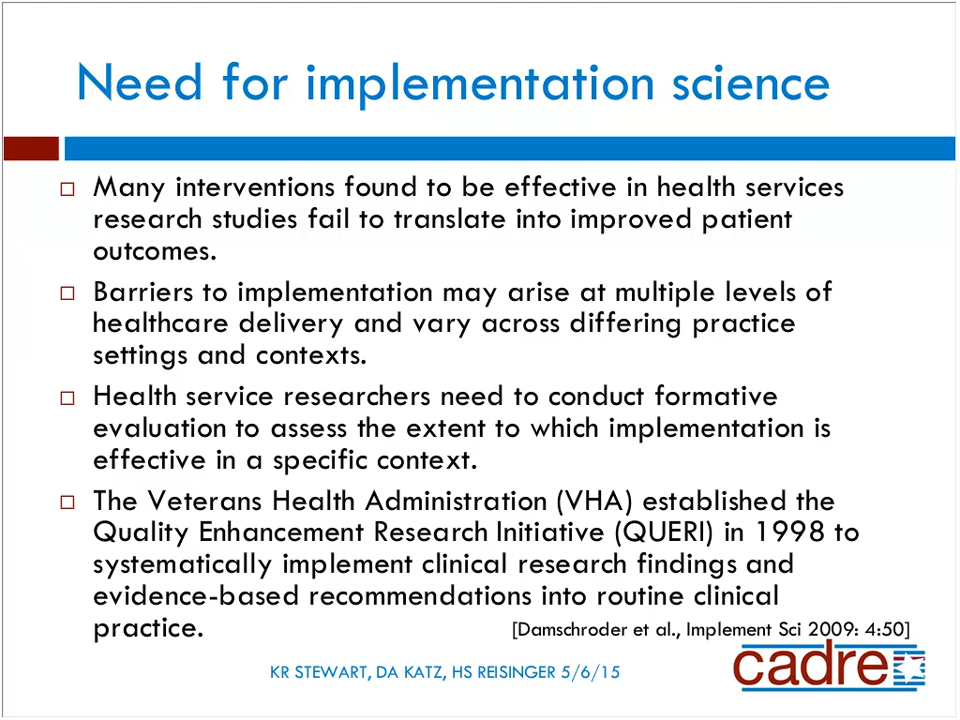 Need for implementation science
Many interventions found to be effective in health services
research studies fail to translate into improved patient
outcomes.
Barriers to implementation may arise at multiple levels of
healthcare delivery and vary across differing practice
settings and contexts.
Health service researchers need to conduct formative
evaluation to assess the extent to which implementation is
effective in a specific context.
The Veterans Health Administration (VHA) established the
Quality Enhancement Research Initiative (QUERI) in 1998 to
systematically implement clinical research findings and
evidence-based recommendations into routine clinical
practice.
[Damschroder et al., Implement Sci 2009: 4:50]
KR STEWART, DA KATZ, HS REISINGER 5/6/15
cadre